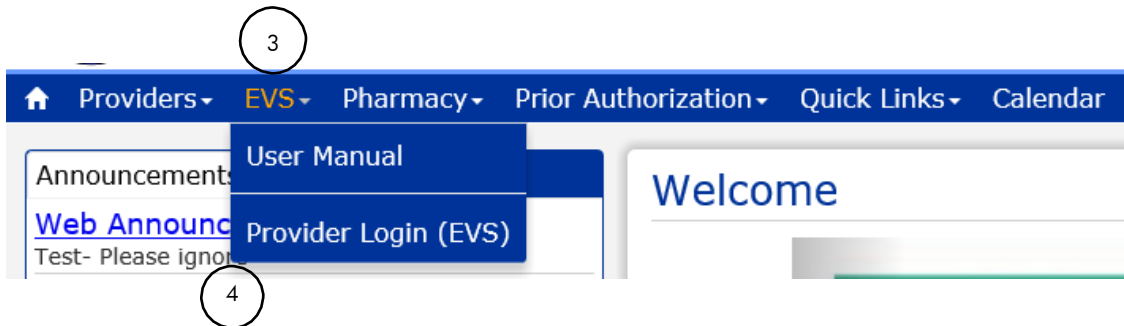 3
Providers EVS Pharmacy Prior Authorization Quick Links Calendar
User Manual
Provider Login (EVS)
Announcements
Web Announc
Test- Please ignore
Welcome
4